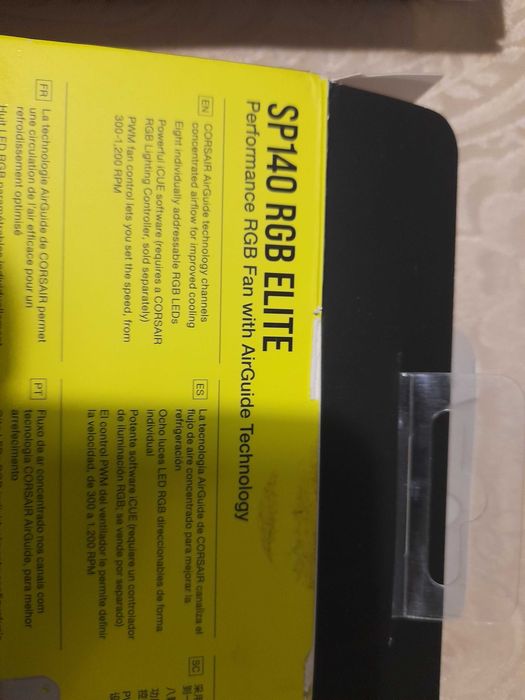 SP140 RGB ELITE
Performance RGB Fan with AirGuide Technology
EN
CORSAIR AirGuide technology channels
concentrated airflow for improved cooling
Eight individually addressable RGB LEDs
Powerful iCUE software (requires a CORSAIR
RGB Lighting Controller, sold separately)
PWM fan control lets you set the speed, from
300-1,200 RPM
ES
La tecnología AirGuide de CORSAIR canaliza el
flujo de aire concentrado para mejorar la
refrigeración
Ocho luces LED RGB direccionables de forma
individual
Potente software iCUE (requiere un controlador
de iluminación RGB; se vende por separado)
El control PWM del ventilador le permite definir
la velocidad, de 300 a 1.200 RPM
SC
FR
La technologie AirGuide de CORSAIR permet
une circulation de l'air efficace pour un
refroidissement optimisé
Huit LED RGB paramétrables individuellement
PT
Fluxo de ar concentrado nos canais com
tecnologia CORSAIR AirGuide, para melhor
arrefecimento